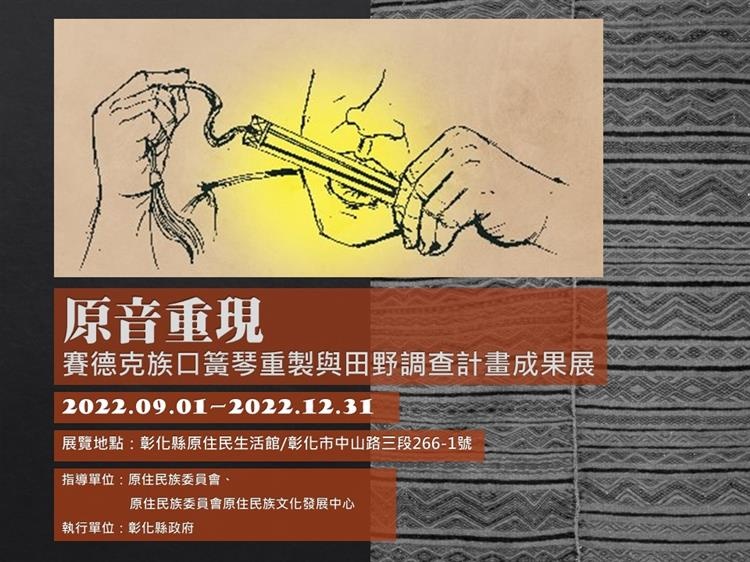 原音重現
賽德克族口簧琴重製與田野調查計畫成果展
2022.09.01–2022.12.31
展覽地點：彰化縣原住民生活館/彰化市中山路三段266-1號
指導單位：原住民族委員會、
原住民族委員會原住民族文化發展中心
執行單位：彰化縣政府